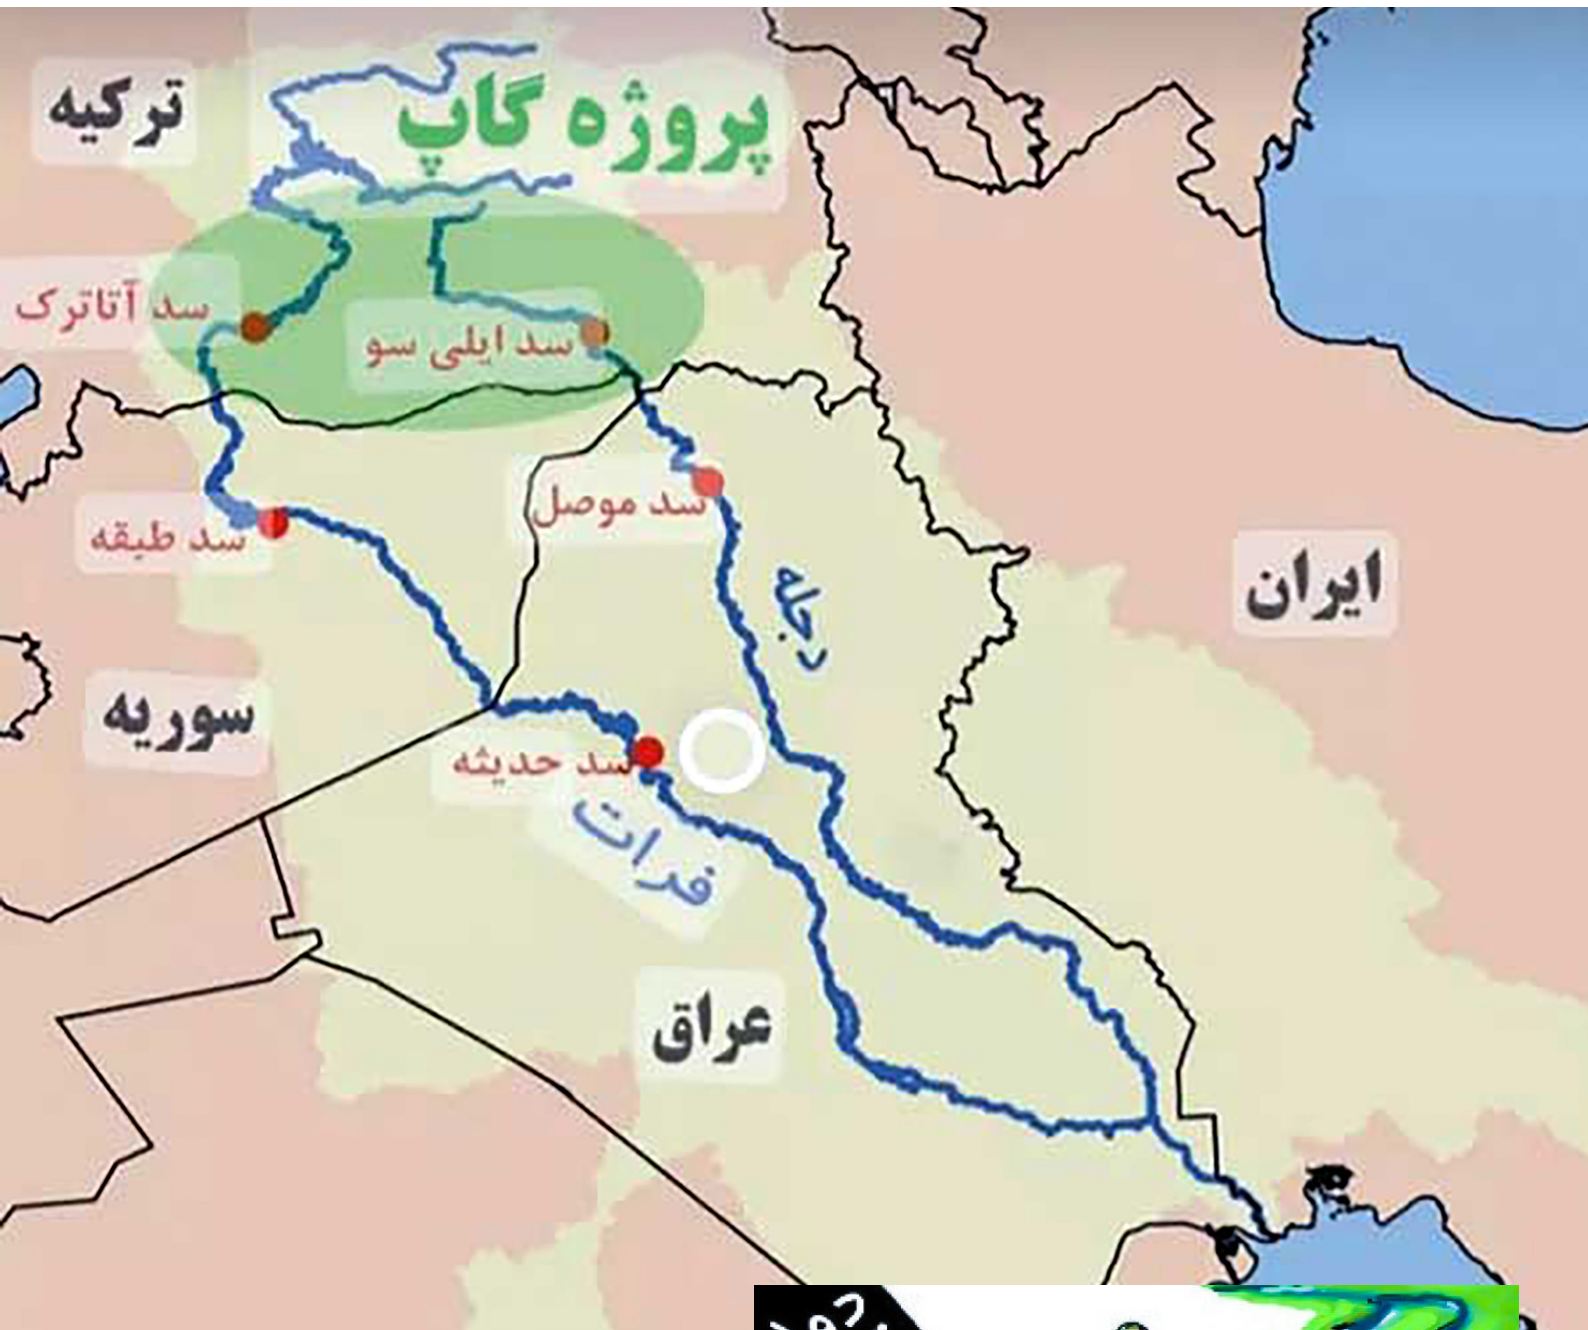 ترکیه
پروژه گاپ
سد آتاترک
سد ایلی سو
سد موصل
سد طبقه
دجله
ایران
سوریه
سد حدیثه
فرات
عراق